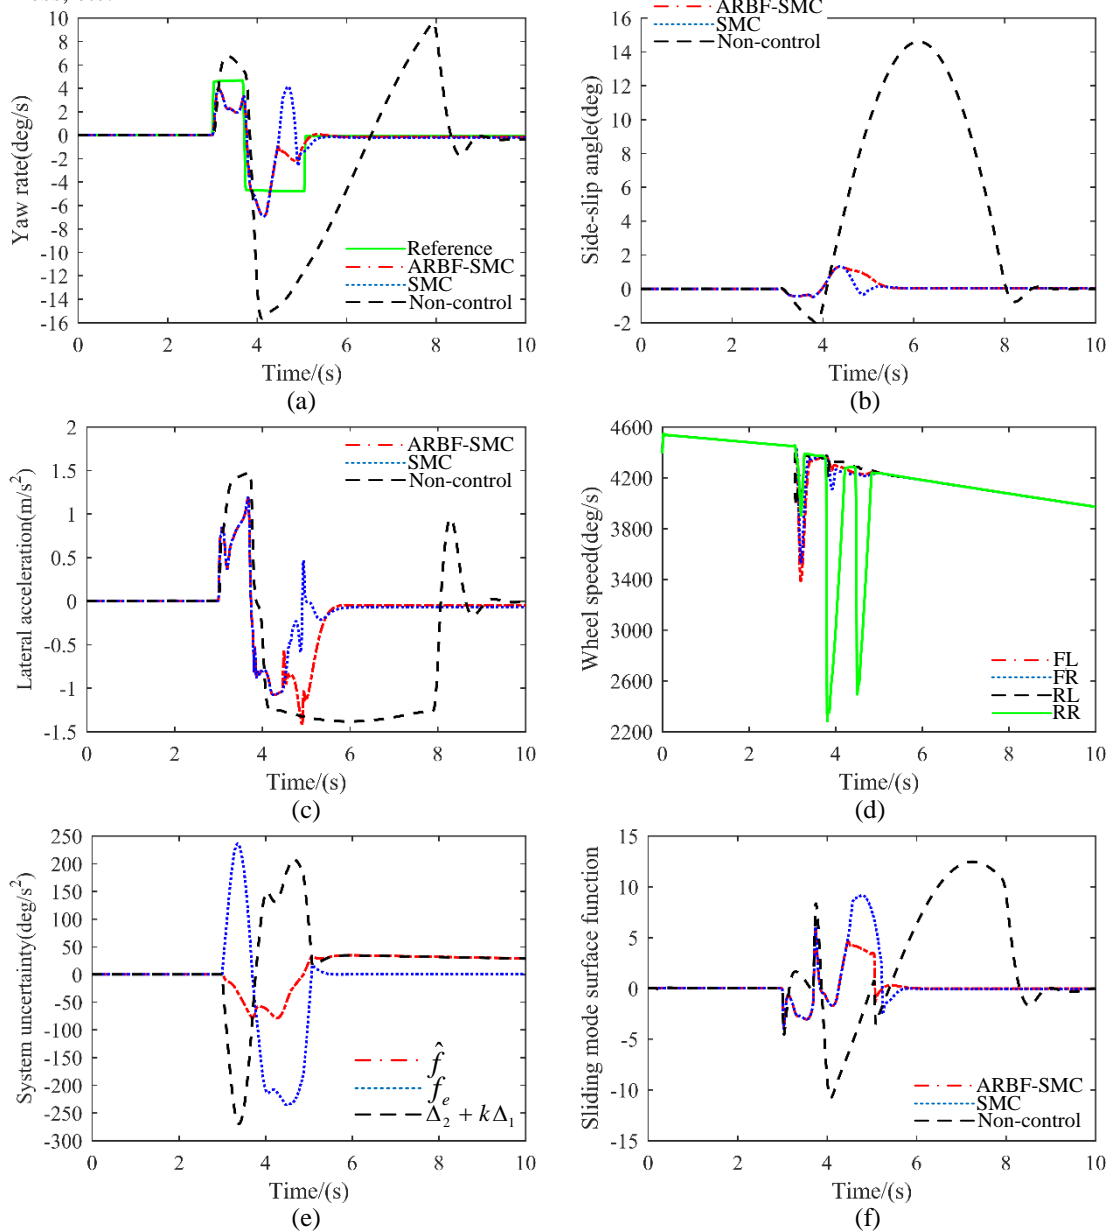 ARBF-SMC
SMC
Non-control
10
8
6
4
2
0
-2
-4
-6
-8
-10
-12
-14
-16
Yaw rate(deg/s)
Reference
ARBF-SMC
SMC
Non-control
0 2 4 6 8 10
Time/(s)
(a)
16
14
12
10
8
6
4
2
0
-2
Side-slip angle(deg)
0 2 4 6 8 10
Time/(s)
(b)
2
1.5
1
0.5
0
-0.5
-1
-1.5
Lateral acceleration(m/s²)
ARBF-SMC
SMC
Non-control
0 2 4 6 8 10
Time/(s)
(c)
4600
4200
3800
3400
3000
2600
2200
Wheel speed(deg/s)
FL
FR
RL
RR
0 2 4 6 8 10
Time/(s)
(d)
250
200
150
100
50
0
-50
-100
-150
-200
-250
-300
System uncertainty(deg/s²)
f̂
fₑ
Δ₂ + kΔ₁
0 2 4 6 8 10
Time/(s)
(e)
15
10
5
0
-5
-10
-15
Sliding mode surface function
ARBF-SMC
SMC
Non-control
0 2 4 6 8 10
Time/(s)
(f)